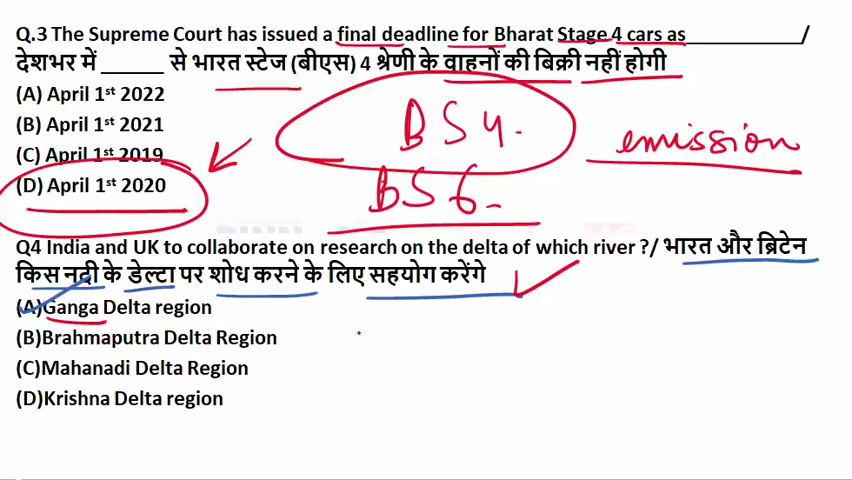 Q.3 The Supreme Court has issued a final deadline for Bharat Stage 4 cars as____________/
देशभर में ______ से भारत स्टेज (बीएस) 4 श्रेणी के वाहनों की बिक्री नहीं होगी
(A) April 1st 2022
(B) April 1st 2021
(C) April 1st 2019
(D) April 1st 2020
BS4.
emission
BS6.
Q4 India and UK to collaborate on research on the delta of which river ?/ भारत और ब्रिटेन
किस नदी के डेल्टा पर शोध करने के लिए सहयोग करेंगे
(A)Ganga Delta region
(B)Brahmaputra Delta Region
(C)Mahanadi Delta Region
(D)Krishna Delta region